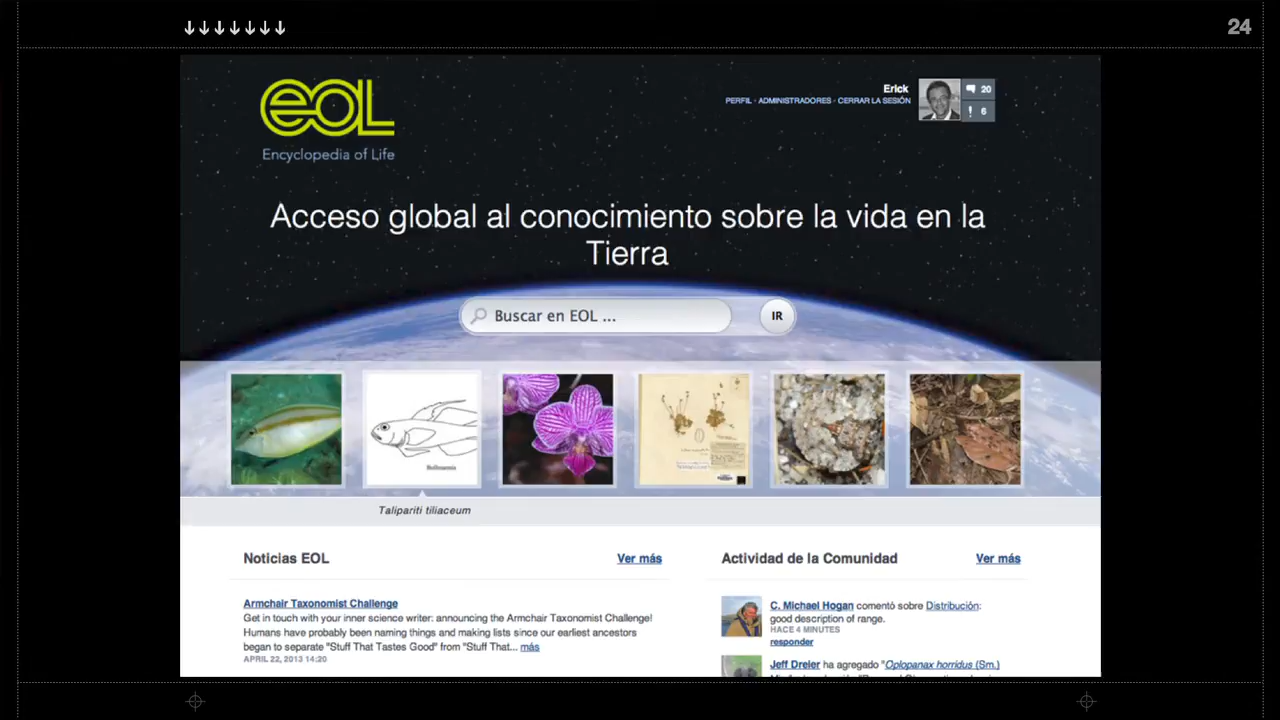 24
eOL
Encyclopedia of Life
Erick
PERFIL · ADMINISTRADORES · CERRAR LA SESIÓN
20
6
Acceso global al conocimiento sobre la vida en la
Tierra
Buscar en EOL ...
IR
Talipariti tiliaceum
Noticias EOL
Ver más
Armchair Taxonomist Challenge
Get in touch with your inner science writer: announcing the Armchair Taxonomist Challenge!
Humans have probably been naming things and making lists since our earliest ancestors
began to separate "Stuff That Tastes Good" from "Stuff That... más
APRIL 22, 2013 14:20
Actividad de la Comunidad
Ver más
C. Michael Hogan comentó sobre Distribución:
good description of range.
HACE 4 MINUTES
responder
Jeff Dreier ha agregado "Oplopanax horridus (Sm.)